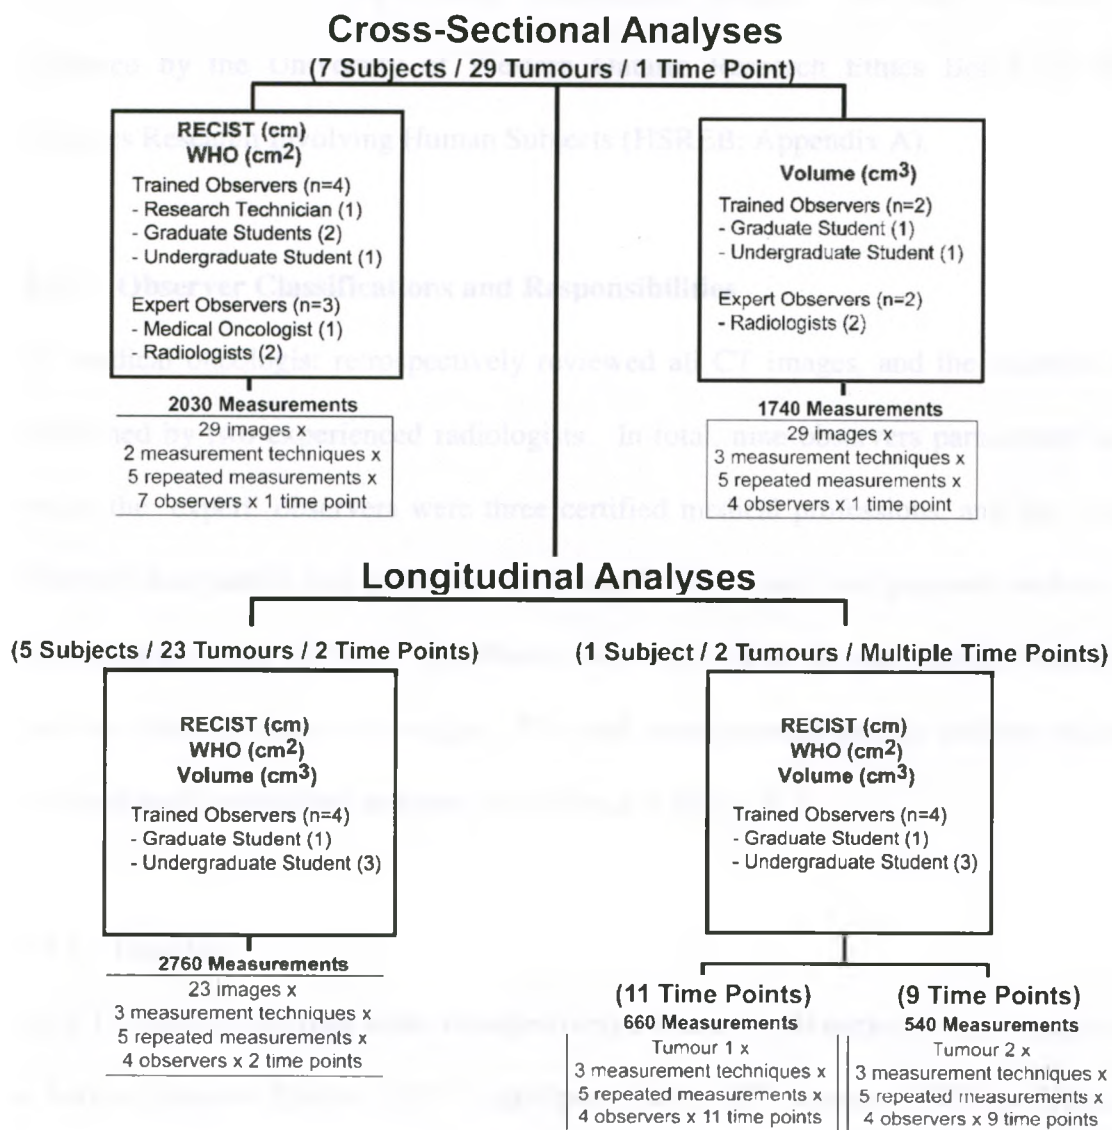 Cross-Sectional Analyses
(7 Subjects / 29 Tumours / 1 Time Point)
RECIST (cm)
WHO (cm2)
Trained Observers (n=4)
- Research Technician (1)
- Graduate Students (2)
- Undergraduate Student (1)
Expert Observers (n=3)
- Medical Oncologist (1)
- Radiologists (2)
2030 Measurements
29 images x
2 measurement techniques x
5 repeated measurements x
7 observers x 1 time point
Volume (cm3)
Trained Observers (n=2)
- Graduate Student (1)
- Undergraduate Student (1)
Expert Observers (n=2)
- Radiologists (2)
1740 Measurements
29 images x
3 measurement techniques x
5 repeated measurements x
4 observers x 1 time point
Longitudinal Analyses
(5 Subjects / 23 Tumours / 2 Time Points)
RECIST (cm)
WHO (cm2)
Volume (cm3)
Trained Observers (n=4)
- Graduate Student (1)
- Undergraduate Student (3)
2760 Measurements
23 images x
3 measurement techniques x
5 repeated measurements x
4 observers x 2 time points
(1 Subject / 2 Tumours / Multiple Time Points)
RECIST (cm)
WHO (cm2)
Volume (cm3)
Trained Observers (n=4)
- Graduate Student (1)
- Undergraduate Student (3)
(11 Time Points)
660 Measurements
Tumour 1 x
3 measurement techniques x
5 repeated measurements x
4 observers x 11 time points
(9 Time Points)
540 Measurements
Tumour 2 x
3 measurement techniques x
5 repeated measurements x
4 observers x 9 time points